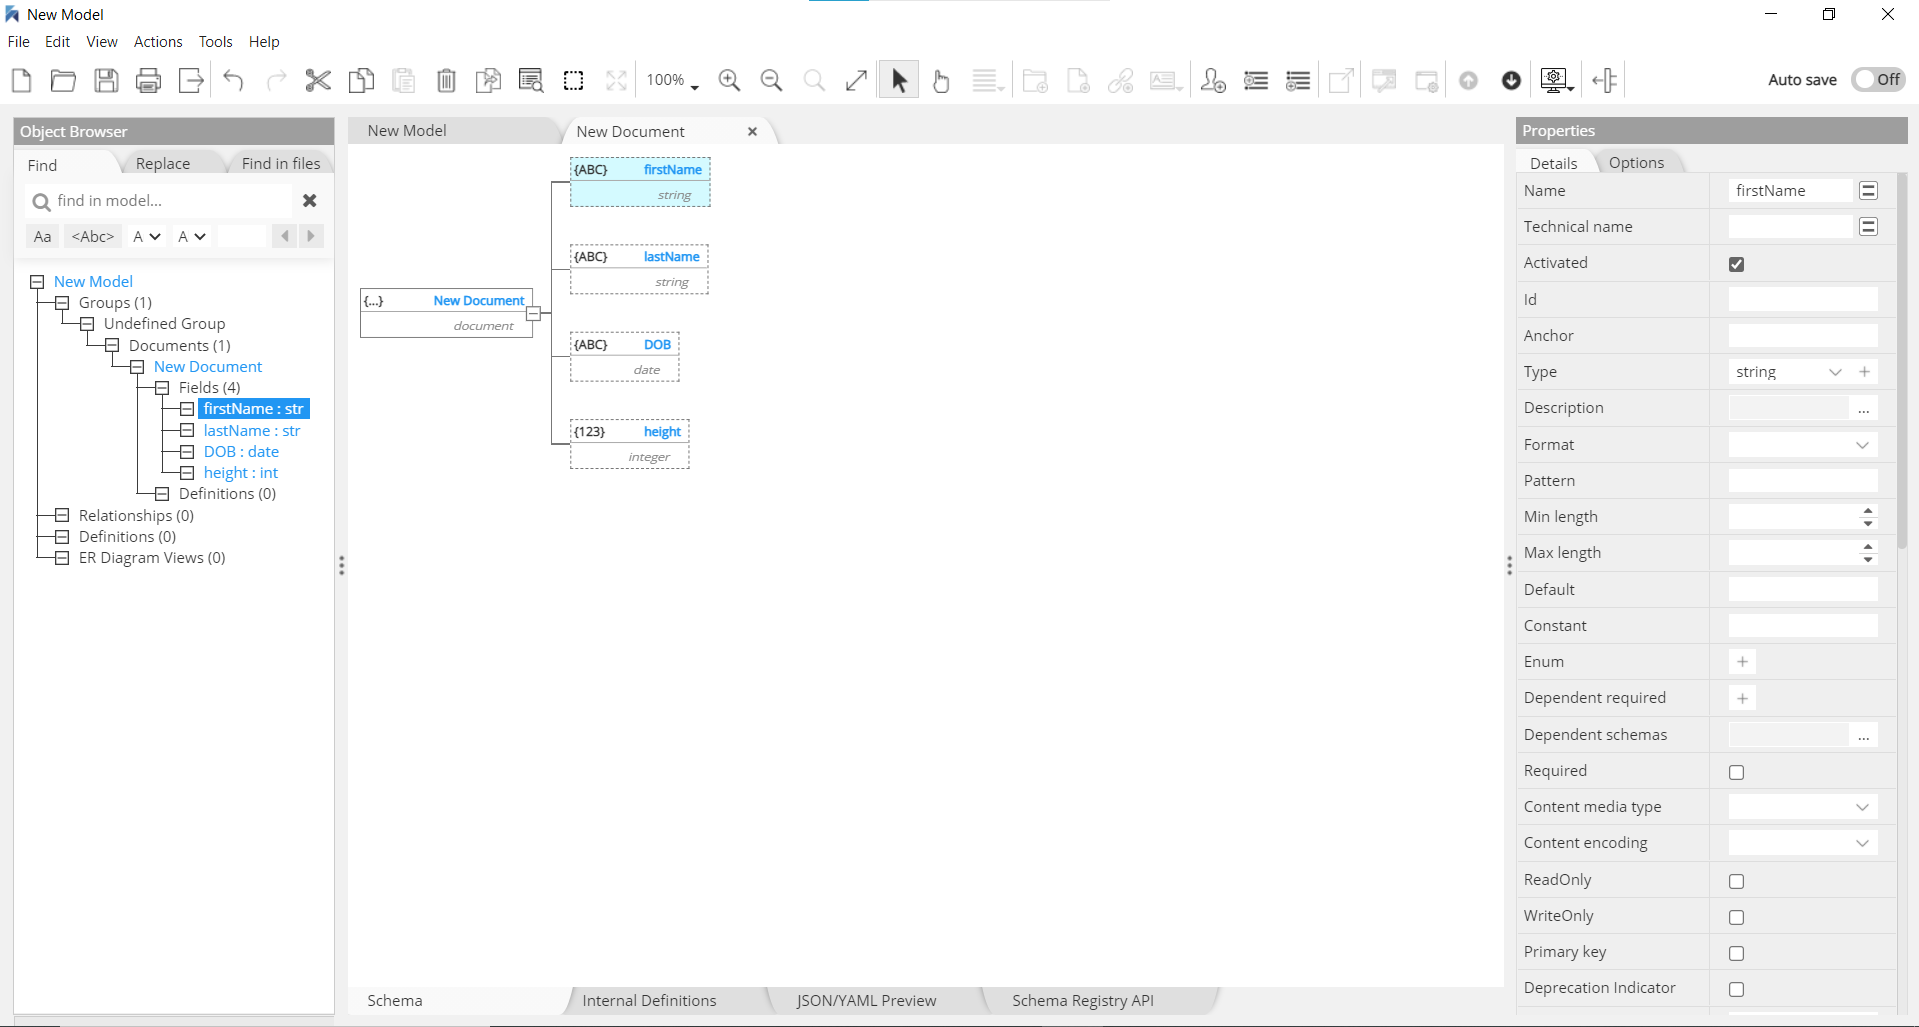 New Model
File Edit View Actions Tools Help
100%
Auto save Off
Object Browser
Find Replace Find in files
find in model...
Aa <Abc> A A
New Model
Groups (1)
Undefined Group
Documents (1)
New Document
Fields (4)
firstName : str
lastName : str
DOB : date
height : int
Definitions (0)
Relationships (0)
Definitions (0)
ER Diagram Views (0)
New Model New Document
{ABC} firstName
string
{ABC} lastName
string
{...} New Document
document
{ABC} DOB
date
{123} height
integer
Schema Internal Definitions JSON/YAML Preview Schema Registry API
Properties
Details Options
Name firstName
Technical name
Activated
Id
Anchor
Type string
Description ...
Format
Pattern
Min length
Max length
Default
Constant
Enum +
Dependent required +
Dependent schemas ...
Required
Content media type
Content encoding
ReadOnly
WriteOnly
Primary key
Deprecation Indicator